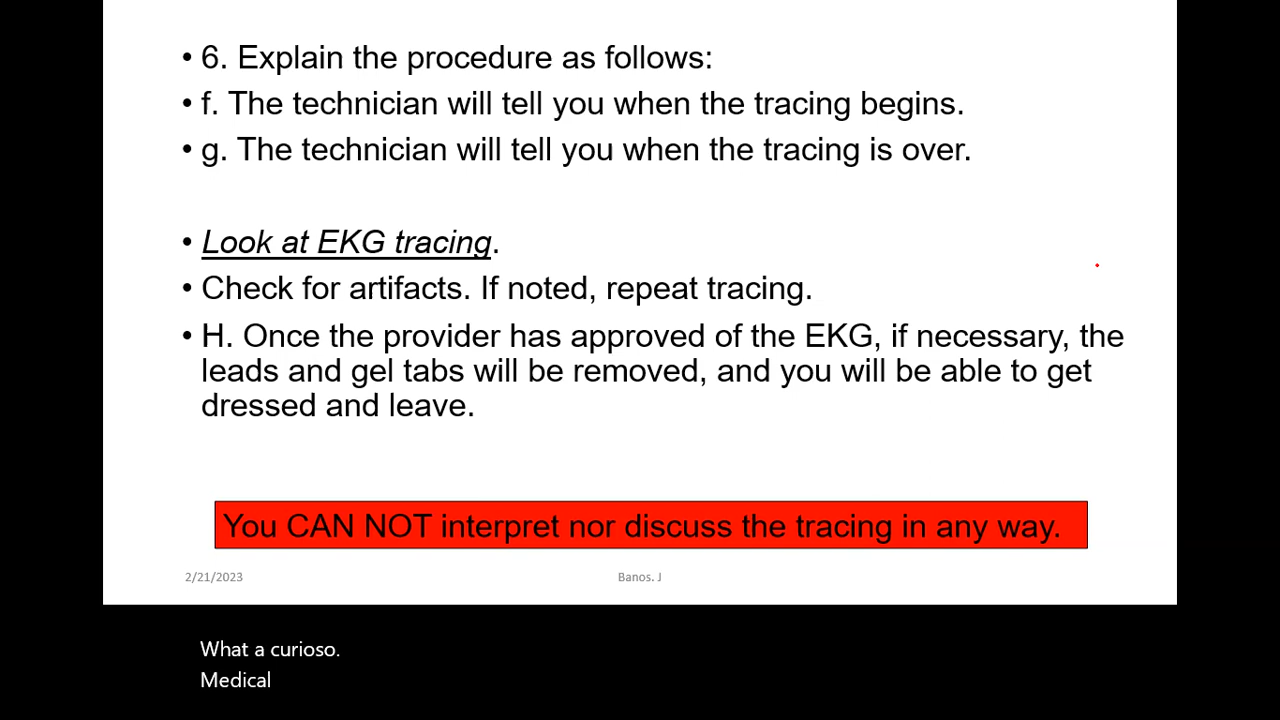 • 6. Explain the procedure as follows:
• f. The technician will tell you when the tracing begins.
• g. The technician will tell you when the tracing is over.
• Look at EKG tracing.
• Check for artifacts. If noted, repeat tracing.
• H. Once the provider has approved of the EKG, if necessary, the
leads and gel tabs will be removed, and you will be able to get
dressed and leave.
You CAN NOT interpret nor discuss the tracing in any way.
2/21/2023
Banos. J
What a curioso.
Medical